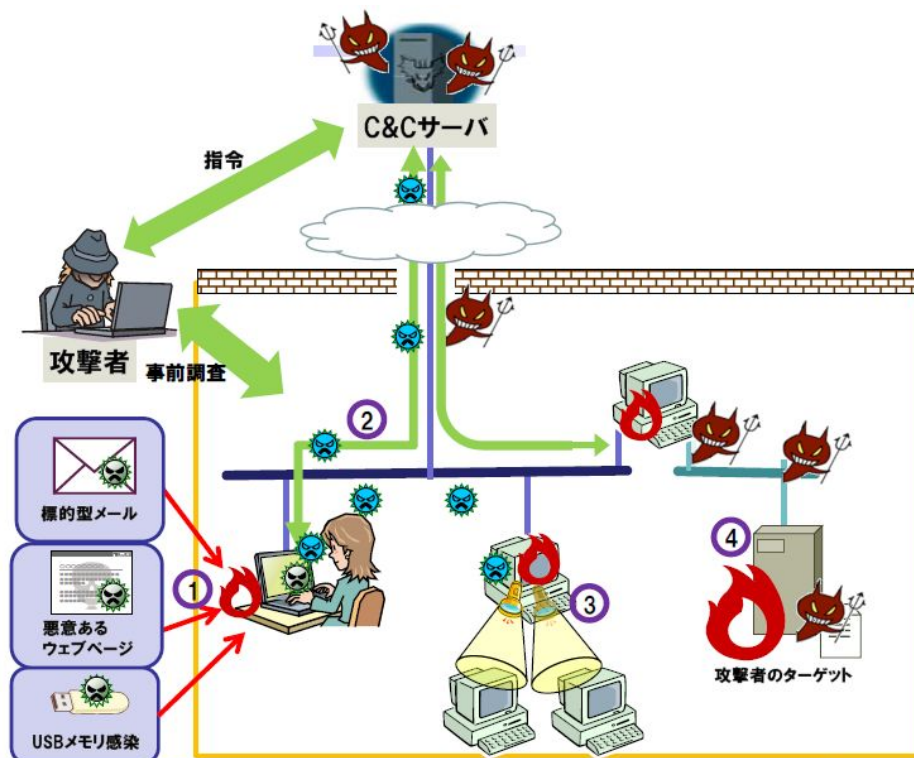 C&Cサーバ
指令
攻撃者
事前調査
②
標的型メール
①
悪意ある
ウェブページ
USBメモリ感染
③
④
攻撃者のターゲット